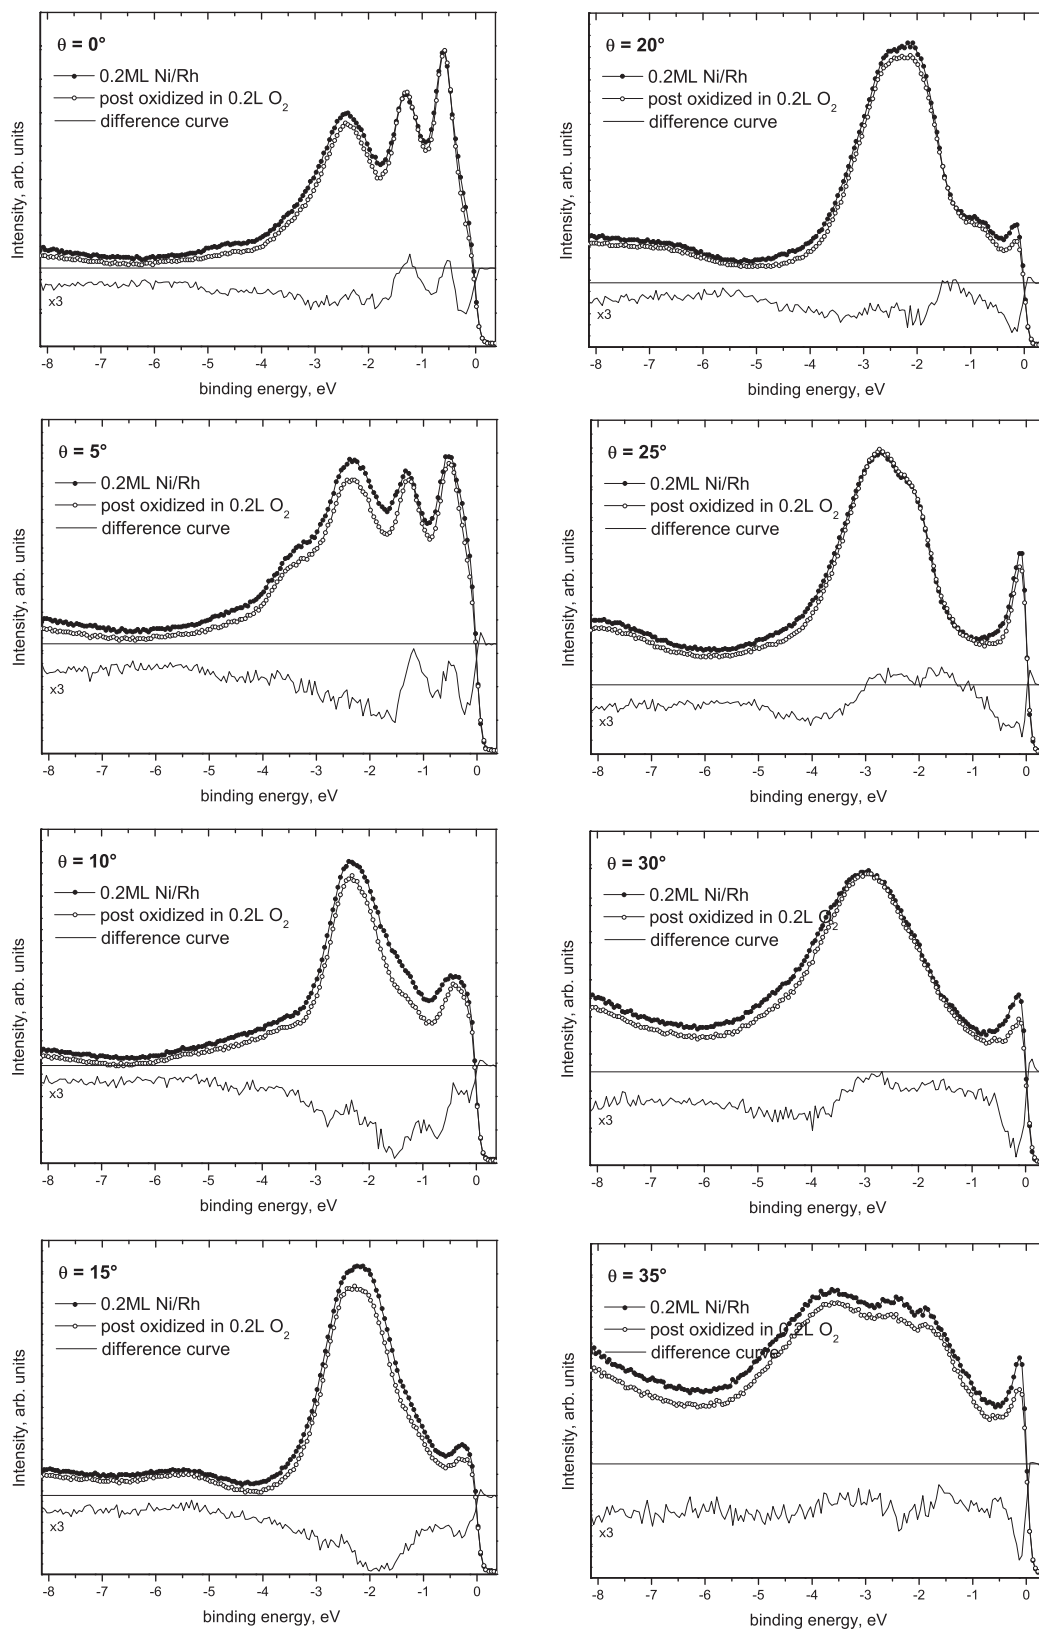 θ = 0°
0.2ML Ni/Rh
post oxidized in 0.2L O2
difference curve
Intensity, arb. units
x3
-8 -7 -6 -5 -4 -3 -2 -1 0
binding energy, eV
θ = 20°
0.2ML Ni/Rh
post oxidized in 0.2L O2
difference curve
Intensity, arb. units
x3
-8 -7 -6 -5 -4 -3 -2 -1 0
binding energy, eV
θ = 5°
0.2ML Ni/Rh
post oxidized in 0.2L O2
difference curve
Intensity, arb. units
x3
-8 -7 -6 -5 -4 -3 -2 -1 0
binding energy, eV
θ = 25°
0.2ML Ni/Rh
post oxidized in 0.2L O2
difference curve
Intensity, arb. units
x3
-8 -7 -6 -5 -4 -3 -2 -1 0
binding energy, eV
θ = 10°
0.2ML Ni/Rh
post oxidized in 0.2L O2
difference curve
Intensity, arb. units
x3
-8 -7 -6 -5 -4 -3 -2 -1 0
binding energy, eV
θ = 30°
0.2ML Ni/Rh
post oxidized in 0.2L O2
difference curve
Intensity, arb. units
x3
-8 -7 -6 -5 -4 -3 -2 -1 0
binding energy, eV
θ = 15°
0.2ML Ni/Rh
post oxidized in 0.2L O2
difference curve
Intensity, arb. units
x3
-8 -7 -6 -5 -4 -3 -2 -1 0
binding energy, eV
θ = 35°
0.2ML Ni/Rh
post oxidized in 0.2L O2
difference curve
Intensity, arb. units
x3
-8 -7 -6 -5 -4 -3 -2 -1 0
binding energy, eV